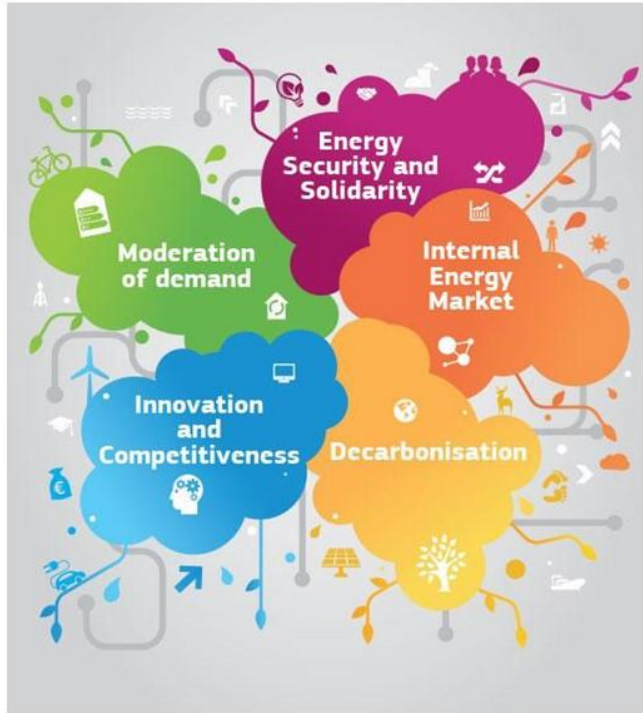 Energy
Security and
Solidarity
Moderation
of demand
Internal
Energy
Market
Innovation
and
Competitiveness
Decarbonisation
€